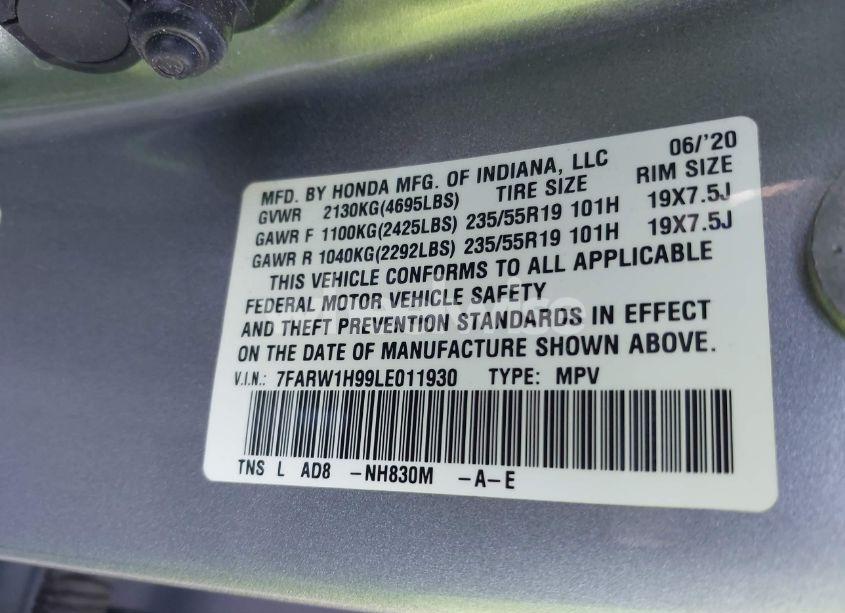 06/'20
MFD. BY HONDA MFG. OF INDIANA, LLC
GVWR 2130KG(4695LBS) TIRE SIZE RIM SIZE
GAWR F 1100KG(2425LBS) 235/55R19 101H 19X7.5J
GAWR R 1040KG(2292LBS) 235/55R19 101H 19X7.5J
THIS VEHICLE CONFORMS TO ALL APPLICABLE
FEDERAL MOTOR VEHICLE SAFETY
AND THEFT PREVENTION STANDARDS IN EFFECT
ON THE DATE OF MANUFACTURE SHOWN ABOVE.
V.I.N.: 7FARW1H99LE011930 TYPE: MPV
TNS L AD8 -NH830M -A-E